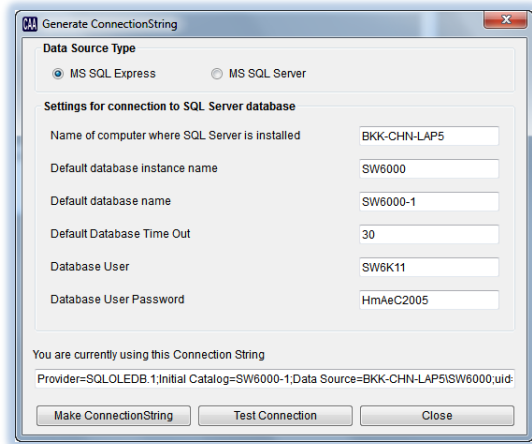 CAA Generate ConnectionString
Data Source Type
MS SQL Express MS SQL Server
Settings for connection to SQL Server database
Name of computer where SQL Server is installed BKK-CHN-LAP5
Default database instance name SW6000
Default database name SW6000-1
Default Database Time Out 30
Database User SW6K11
Database User Password HmAeC2005
You are currently using this Connection String
Provider=SQLOLEDB.1;Initial Catalog=SW6000-1;Data Source=BKK-CHN-LAP5\SW6000;uid=
Make ConnectionString Test Connection Close